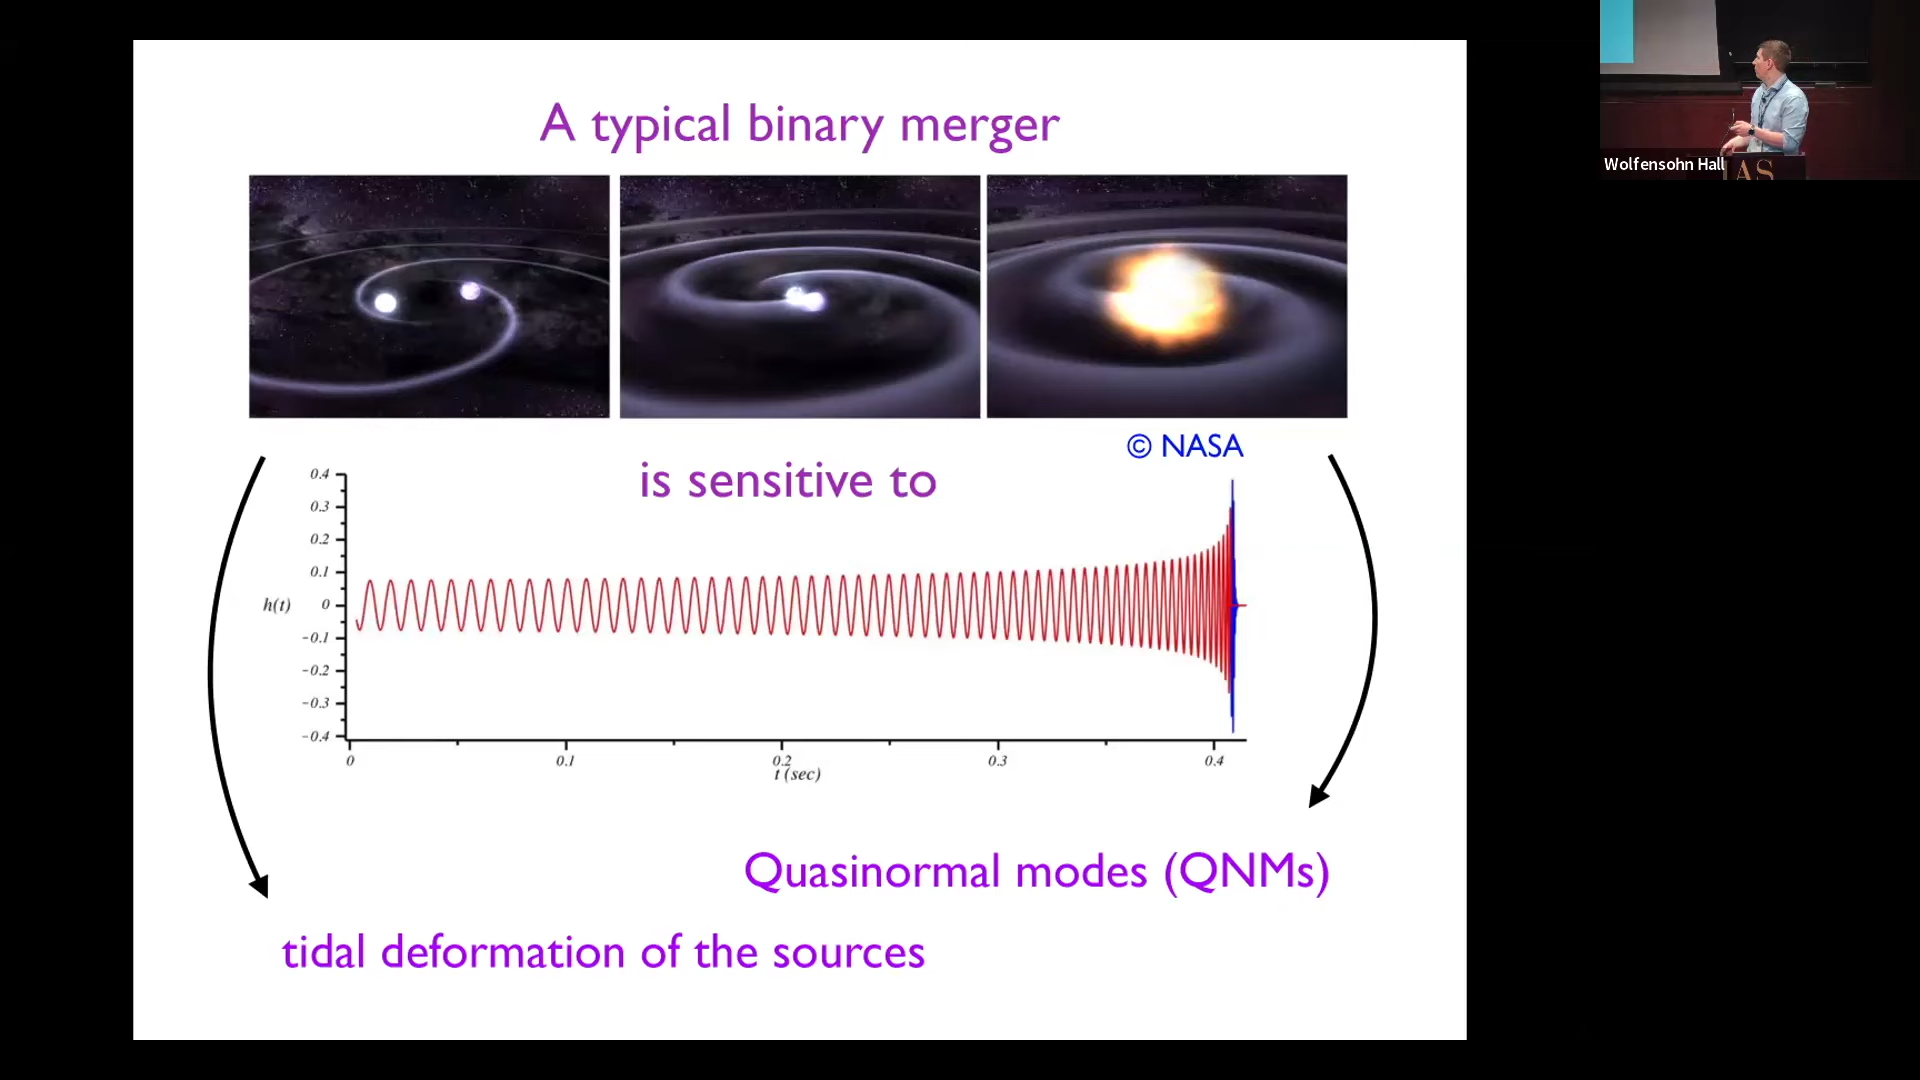 A typical binary merger
Wolfensohn Hall
AS
© NASA
is sensitive to
0.4
0.3
0.2
0.1
h(t) 0
−0.1
−0.2
−0.3
−0.4
0 0.1 0.2 0.3 0.4
t (sec)
Quasinormal modes (QNMs)
tidal deformation of the sources